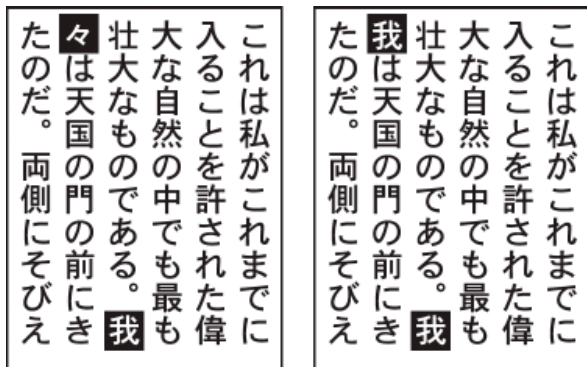 これは私がこれまでに
入ることを許された偉
大な自然の中でも最も
壮大なものである。我
々は天国の門の前にき
たのだ。両側にそびえ
これは私がこれまでに
入ることを許された偉
大な自然の中でも最も
壮大なものである。我
我は天国の門の前にき
たのだ。両側にそびえ